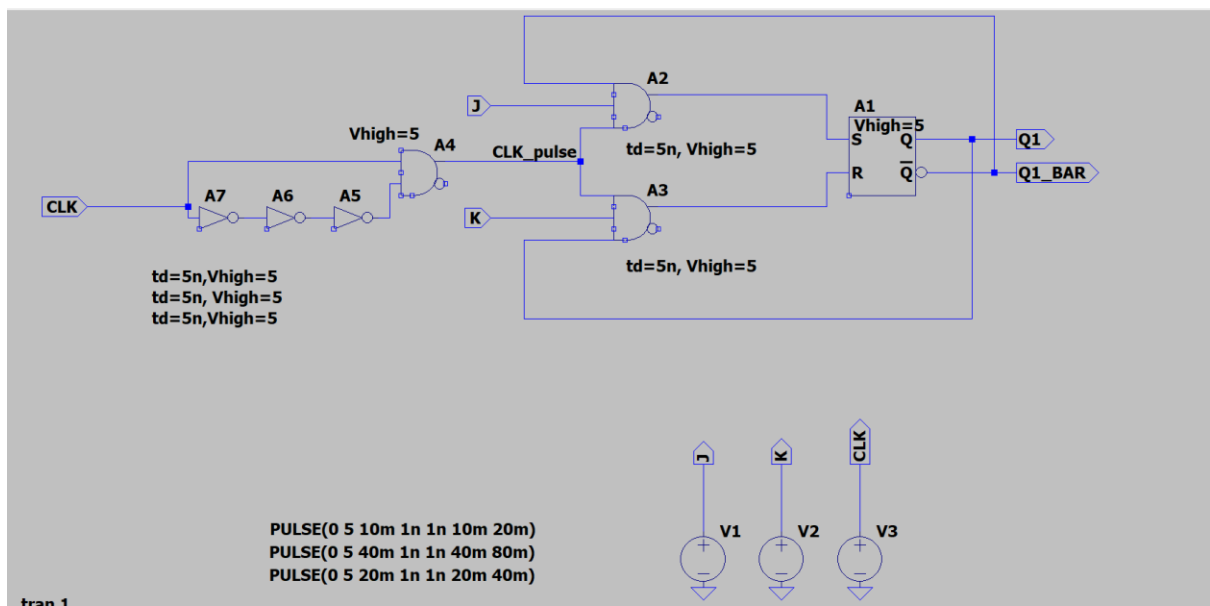 A2
J
A1
Vhigh=5
Vhigh=5
A4
CLK_pulse
S
Q
Q1
td=5n, Vhigh=5
R
Q
Q1_BAR
A7
A6
A5
A3
CLK
K
td=5n, Vhigh=5
td=5n,Vhigh=5
td=5n, Vhigh=5
td=5n,Vhigh=5
J
K
CLK
PULSE(0 5 10m 1n 1n 10m 20m)
PULSE(0 5 40m 1n 1n 40m 80m)
PULSE(0 5 20m 1n 1n 20m 40m)
V1
V2
V3
tran 1